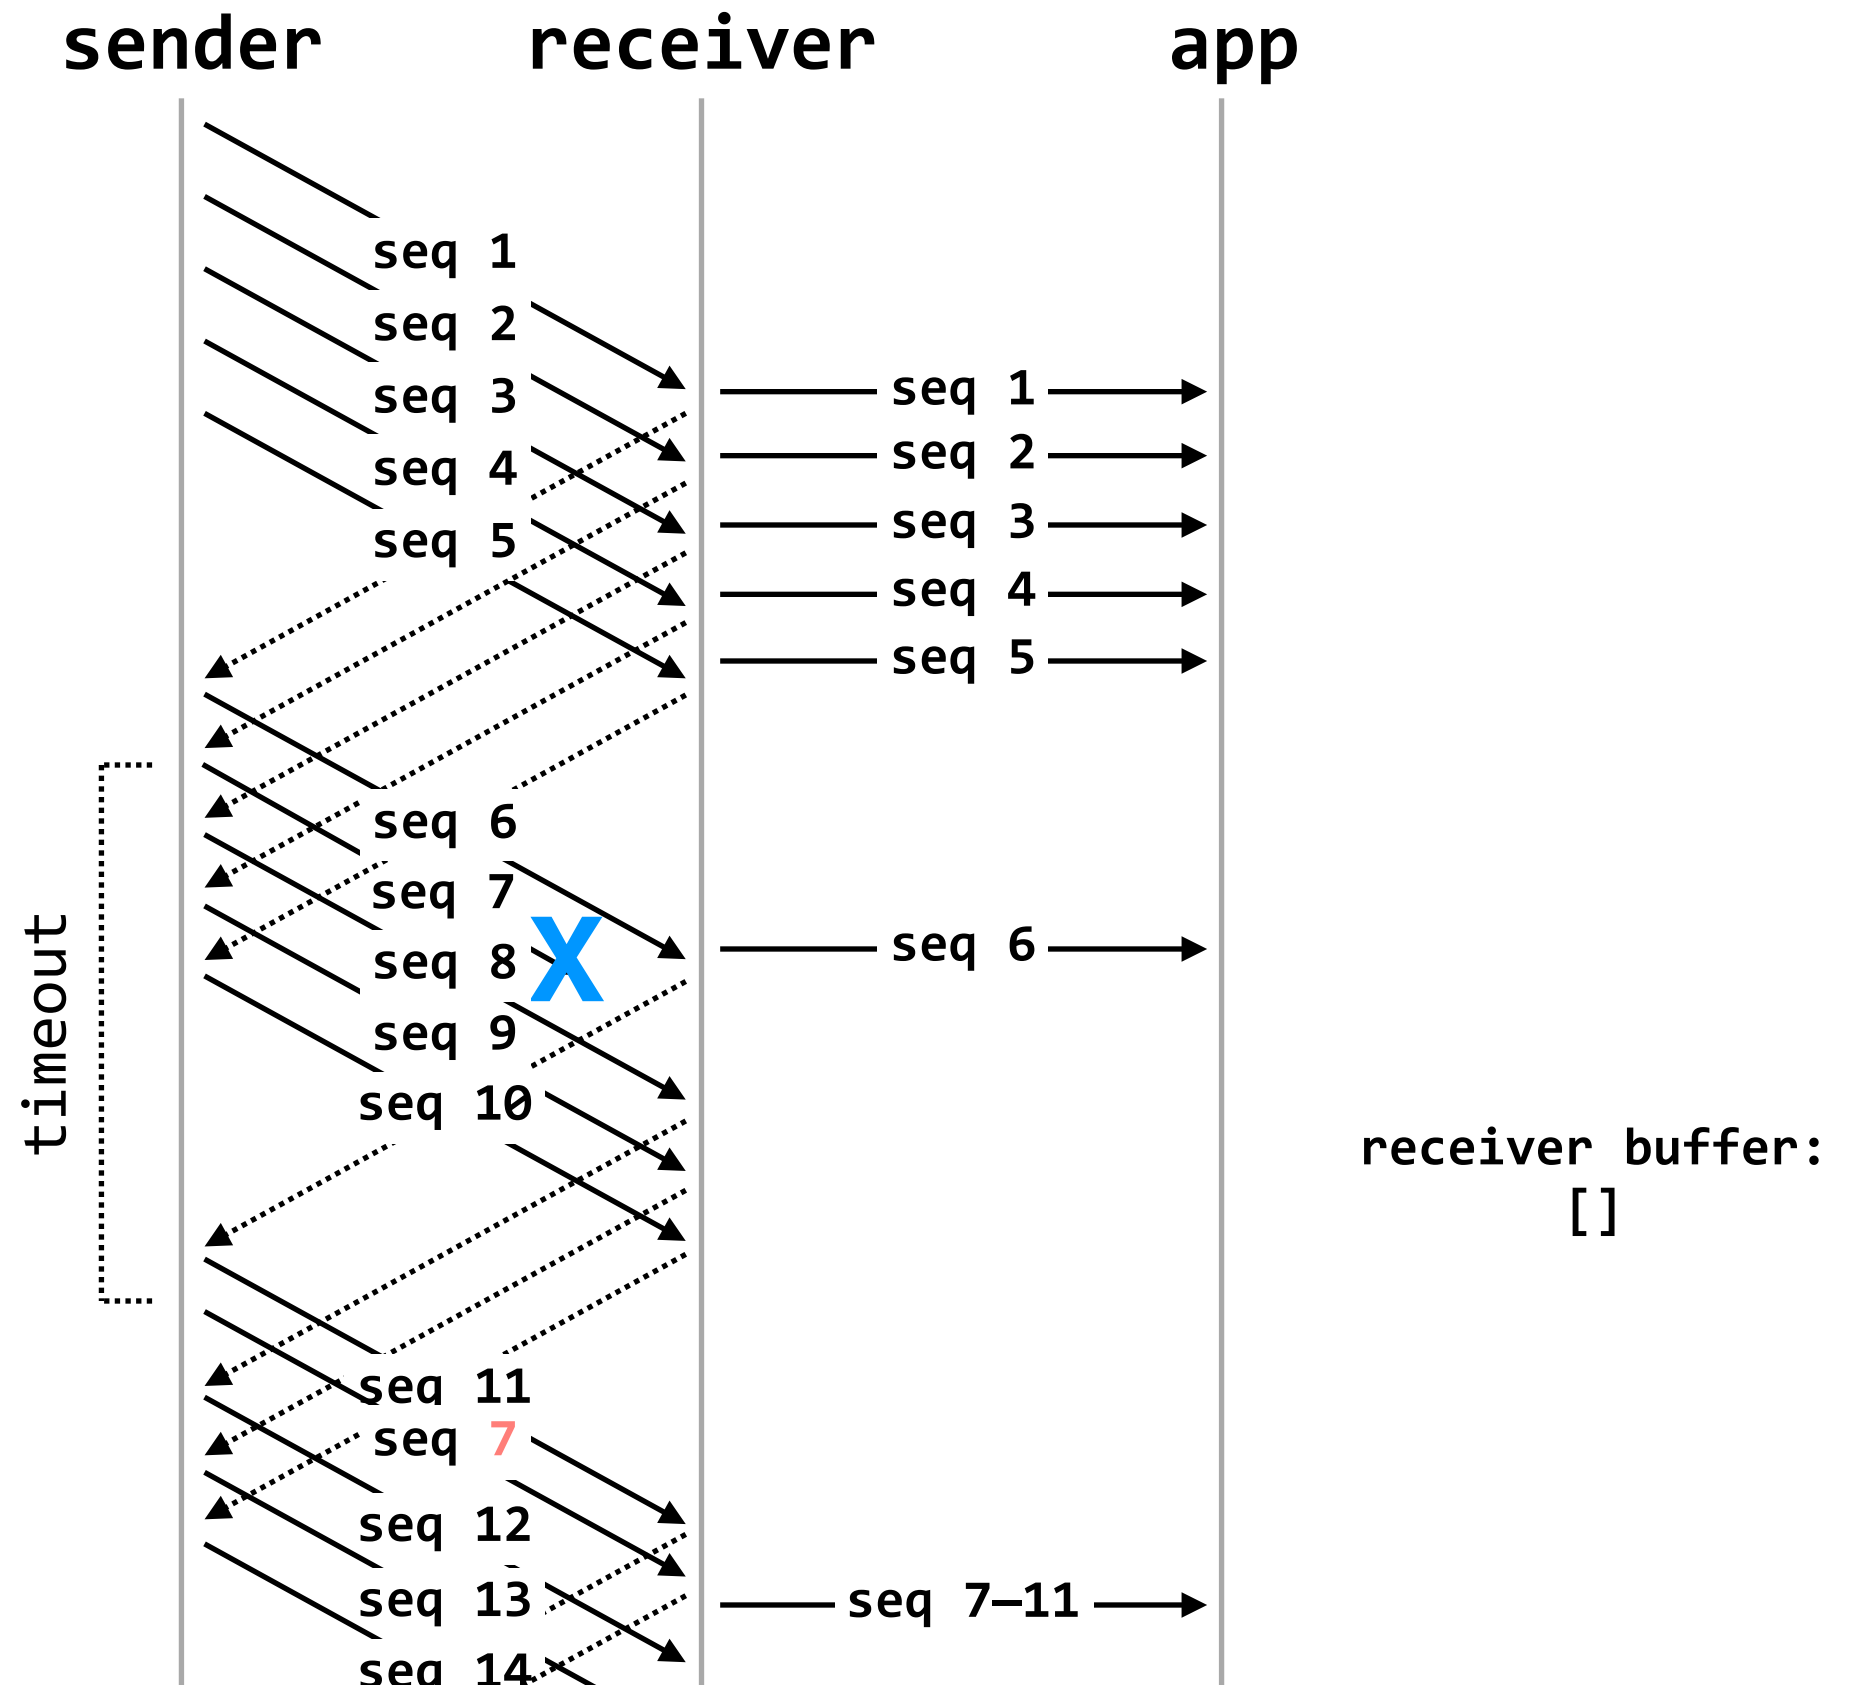 sender receiver app
seq 1
seq 2
seq 3
seq 4
seq 5
seq 1
seq 2
seq 3
seq 4
seq 5
timeout
seq 6
seq 7
X
seq 8
seq 9
seq 10
seq 6
receiver buffer:
[]
seq 11
seq 7
seq 12
seq 13
seq 14
seq 7—11